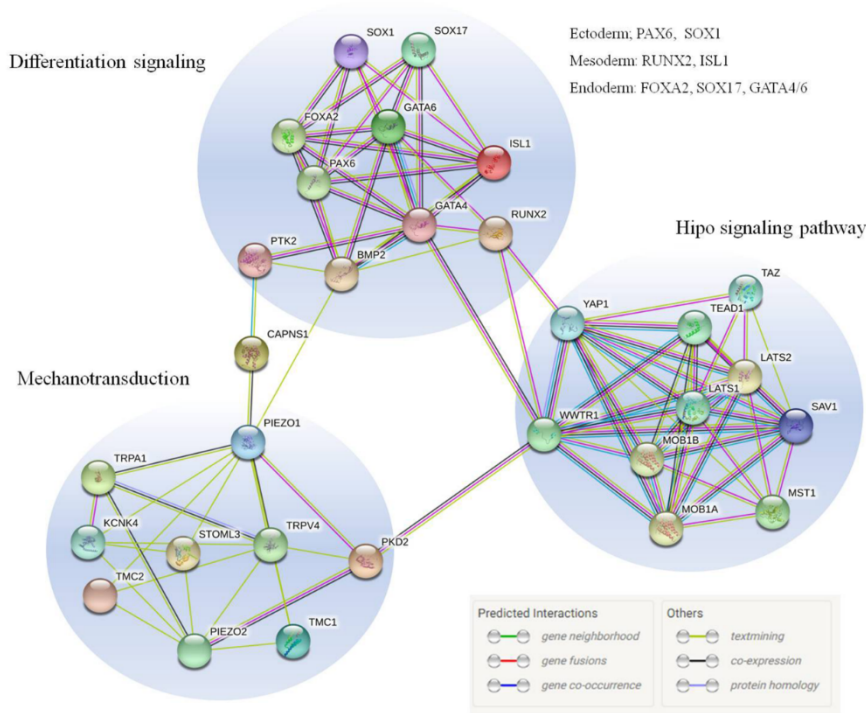 Differentiation signaling
SOX1
SOX17
Ectoderm; PAX6, SOX1
Mesoderm: RUNX2, ISL1
Endoderm: FOXA2, SOX17, GATA4/6
FOXA2
GATA6
ISL1
PAX6
GATA4
RUNX2
PTK2
BMP2
Hipo signaling pathway
YAP1
TAZ
TEAD1
LATS2
LATS1
SAV1
WWTR1
MOB1B
MST1
MOB1A
CAPNS1
Mechanotransduction
PIEZO1
TRPA1
KCNK4
STOML3
TRPV4
PKD2
TMC2
TMC1
PIEZO2
Predicted Interactions
gene neighborhood
gene fusions
gene co-occurrence
Others
textmining
co-expression
protein homology